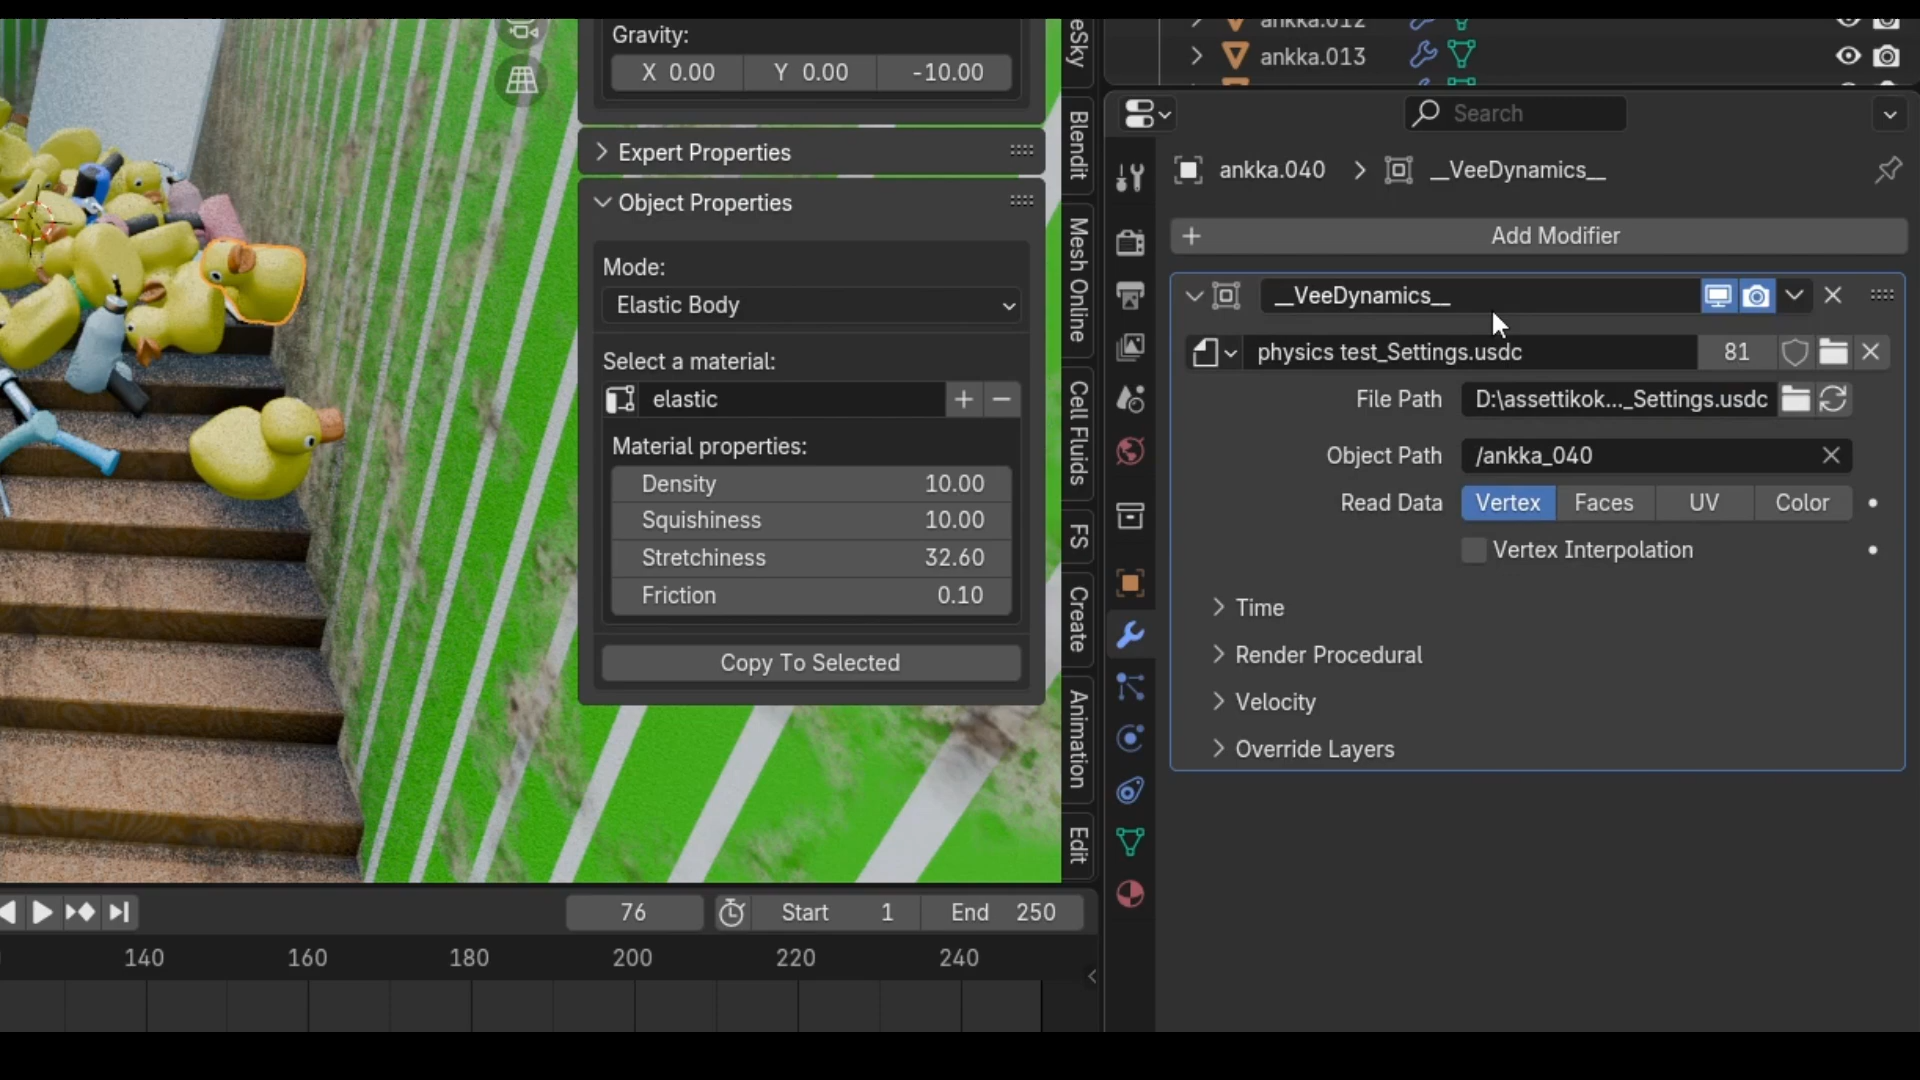 Gravity:
X 0.00 Y 0.00 -10.00
Expert Properties
Object Properties
Mode:
Elastic Body
Select a material:
elastic
Material properties:
Density 10.00
Squishiness 10.00
Stretchiness 32.60
Friction 0.10
Copy To Selected
eSky
Blendit
Mesh Online
Cell Fluids
FS
Create
Animation
Edit
76 Start 1 End 250
140 160 180 200 220 240
ankka.012
ankka.013
Search
ankka.040 __VeeDynamics__
Add Modifier
__VeeDynamics__
physics test_Settings.usdc 81
File Path D:\assettikok..._Settings.usdc
Object Path /ankka_040
Read Data Vertex Faces UV Color
Vertex Interpolation
Time
Render Procedural
Velocity
Override Layers